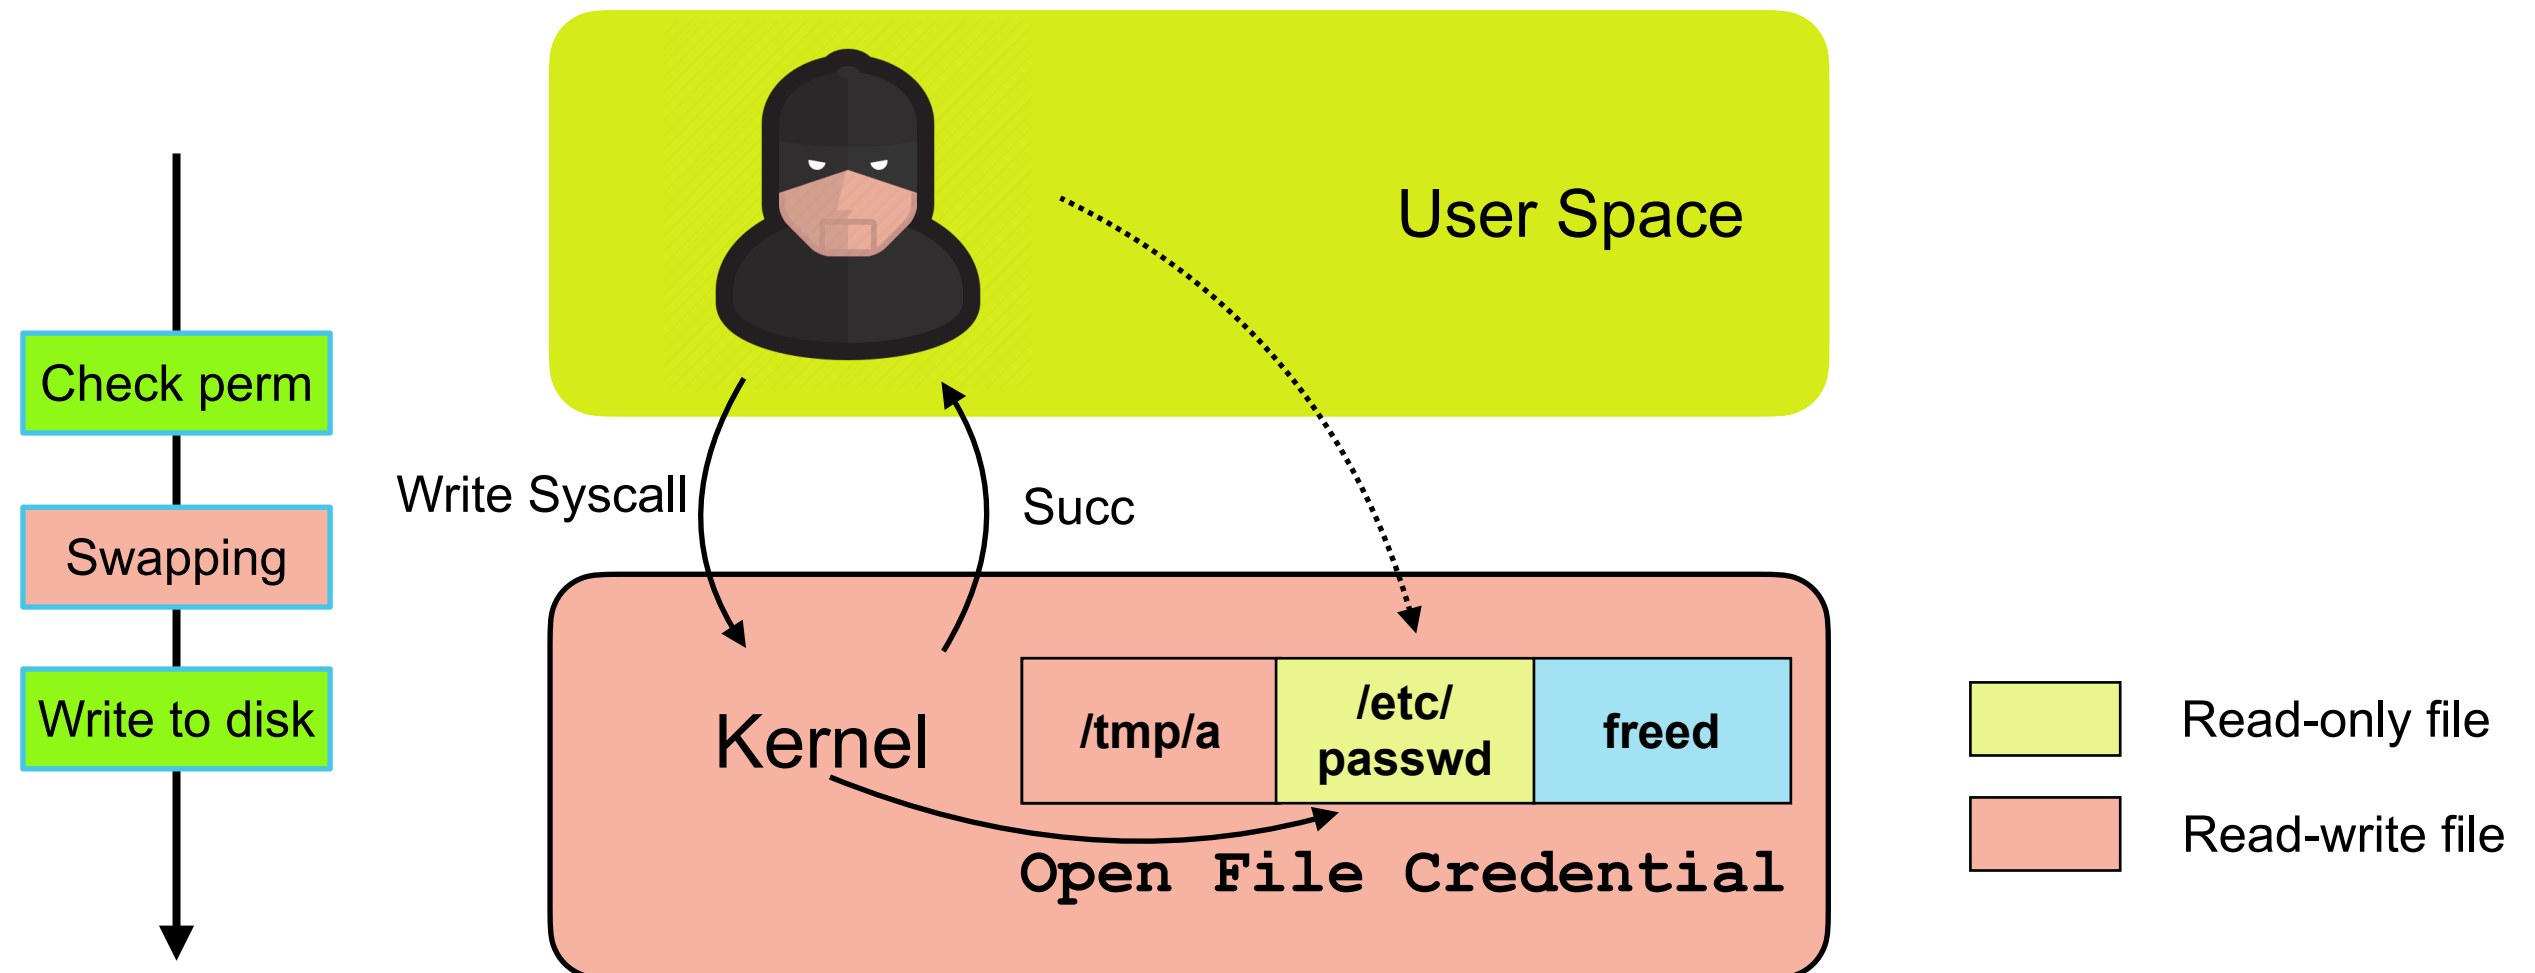 User Space
Check perm
Write Syscall
Succ
Swapping
Write to disk
Kernel
/tmp/a
/etc/
passwd
freed
Open File Credential
Read-only file
Read-write file